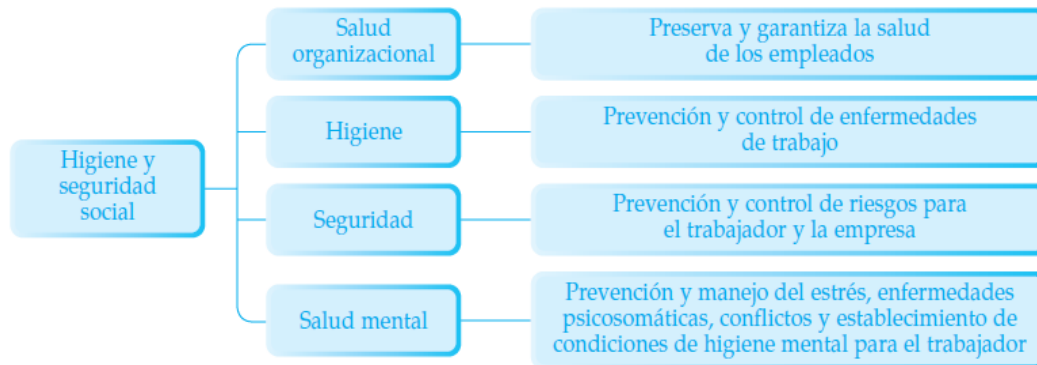 Salud
organizacional
Preserva y garantiza la salud
de los empleados
Higiene
Prevención y control de enfermedades
de trabajo
Higiene y
seguridad
social
Seguridad
Prevención y control de riesgos para
el trabajador y la empresa
Salud mental
Prevención y manejo del estrés, enfermedades
psicosomáticas, conflictos y establecimiento de
condiciones de higiene mental para el trabajador